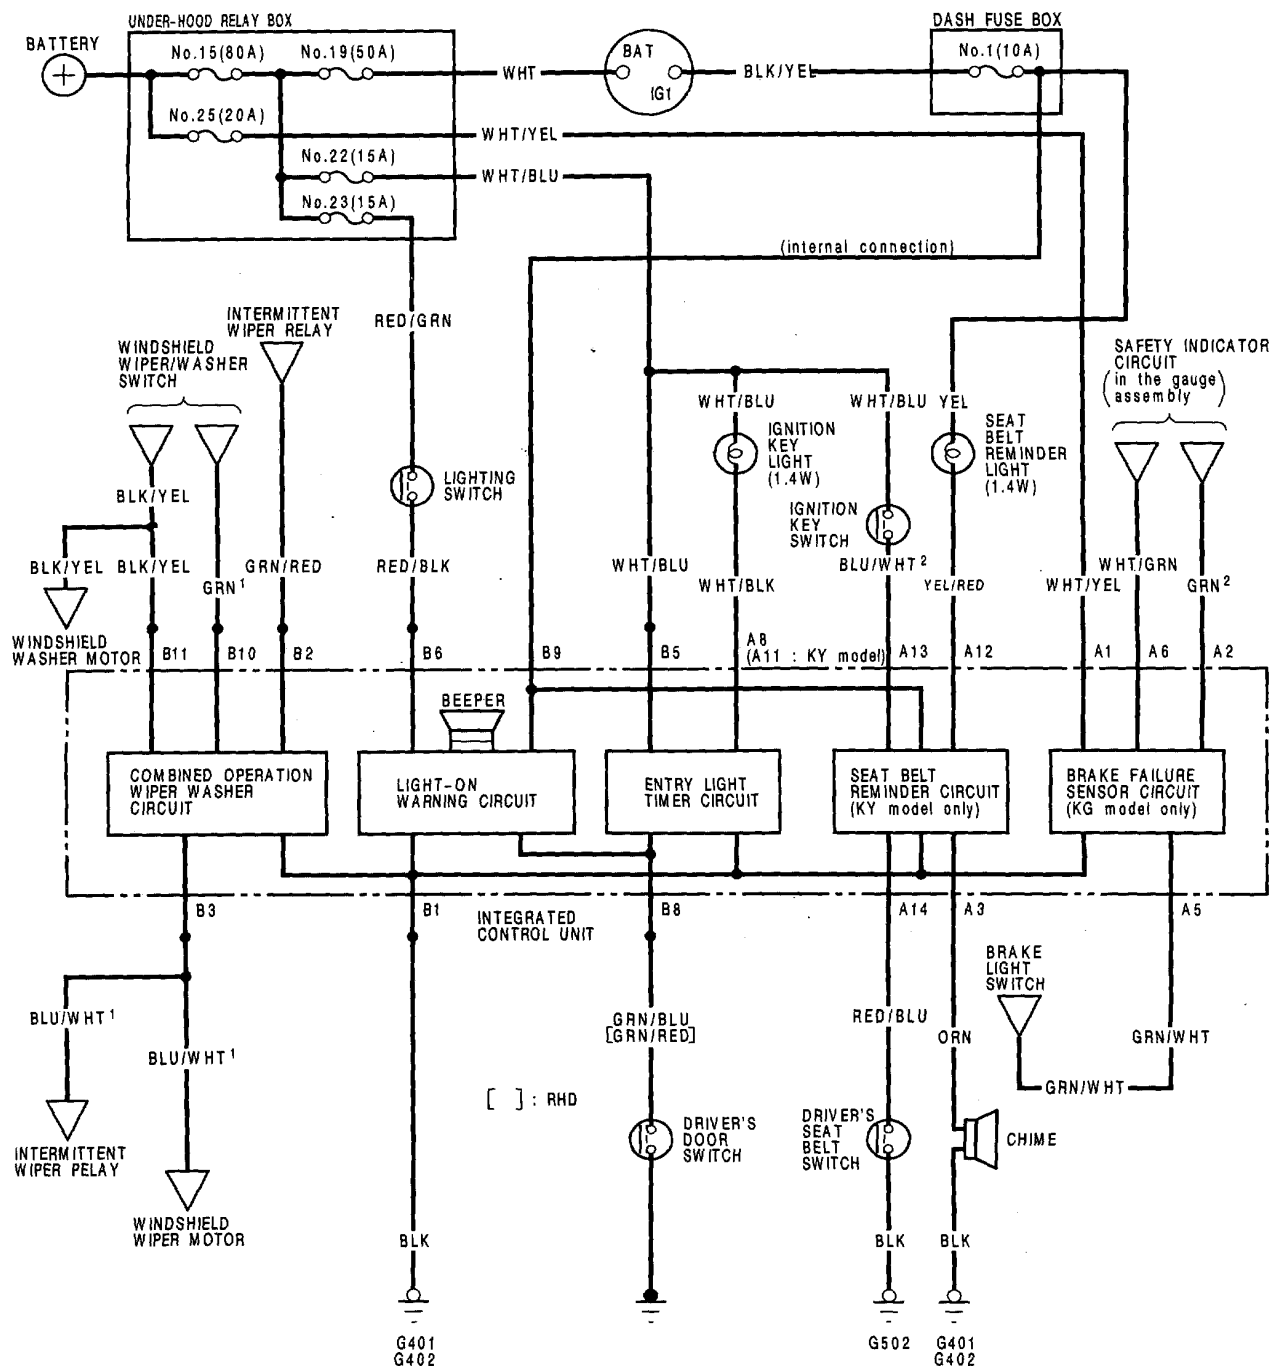 UNDER-HOOD RELAY BOX
DASH FUSE BOX
BATTERY
No.15(80A)
No.19(50A)
BAT
IG1
No.1(10A)
WHT
BLK/YEL
No.25(20A)
WHT/YEL
No.22(15A)
WHT/BLU
No.23(15A)
(internal connection)
INTERMITTENT
WIPER RELAY
RED/GRN
WINDSHIELD
WIPER/WASHER
SWITCH
SAFETY INDICATOR
CIRCUIT
(in the gauge
assembly)
WHT/BLU
WHT/BLU
YEL
IGNITION
KEY
LIGHT
(1.4W)
SEAT
BELT
REMINDER
LIGHT
(1.4W)
LIGHTING
SWITCH
BLK/YEL
IGNITION
KEY
SWITCH
BLK/YEL
BLK/YEL
GRN1
GRN/RED
RED/BLK
WHT/BLU
WHT/BLK
BLU/WHT2
YEL/RED
WHT/YEL
WHT/GRN
GRN2
WINDSHIELD
WASHER MOTOR
B11
B10
B2
B6
B9
B5
A8
(A11 : KY model)
A13
A12
A1
A6
A2
BEEPER
COMBINED OPERATION
WIPER WASHER
CIRCUIT
LIGHT-ON
WARNING CIRCUIT
ENTRY LIGHT
TIMER CIRCUIT
SEAT BELT
REMINDER CIRCUIT
(KY model only)
BRAKE FAILURE
SENSOR CIRCUIT
(KG model only)
B3
B1
INTEGRATED
CONTROL UNIT
B8
A14
A3
A5
BRAKE
LIGHT
SWITCH
BLU/WHT1
BLU/WHT1
GRN/BLU
[GRN/RED]
RED/BLU
ORN
GRN/WHT
GRN/WHT
[ ] : RHD
INTERMITTENT
WIPER PELAY
DRIVER'S
DOOR
SWITCH
DRIVER'S
SEAT
BELT
SWITCH
CHIME
WINDSHIELD
WIPER MOTOR
BLK
BLK
BLK
G401
G402
G502
G401
G402